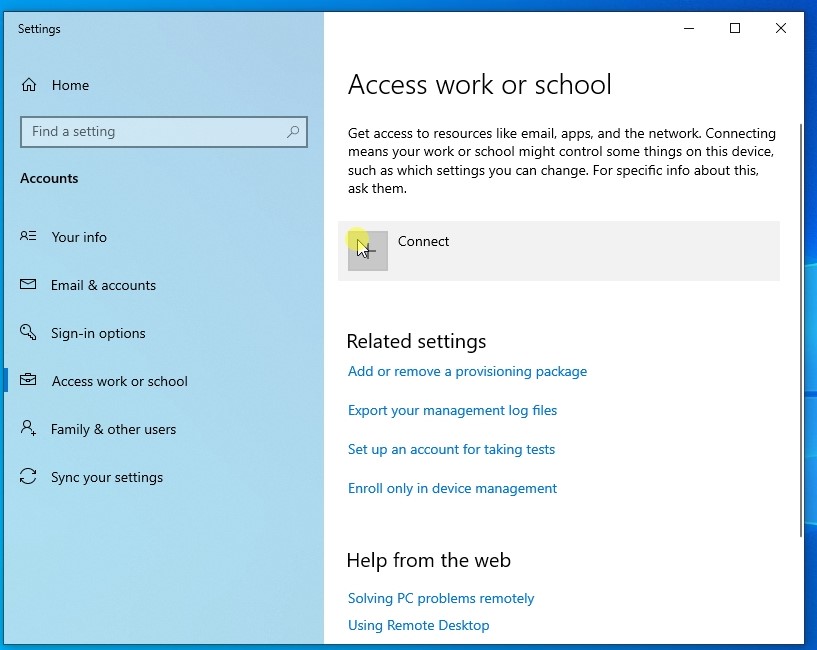 Settings
Home
Find a setting
Accounts
Your info
Email & accounts
Sign-in options
Access work or school
Family & other users
Sync your settings
Access work or school
Get access to resources like email, apps, and the network. Connecting
means your work or school might control some things on this device,
such as which settings you can change. For specific info about this,
ask them.
Connect
Related settings
Add or remove a provisioning package
Export your management log files
Set up an account for taking tests
Enroll only in device management
Help from the web
Solving PC problems remotely
Using Remote Desktop